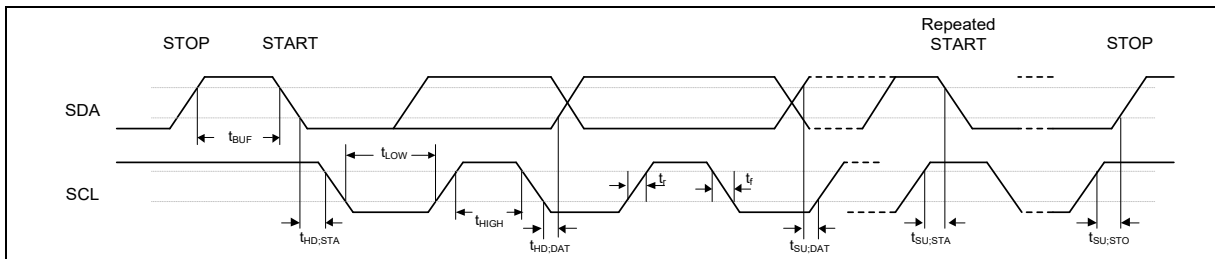 STOP
START
Repeated
START
STOP
SDA
tBUF
tLOW
SCL
tr
tf
tHIGH
tHD;STA
tHD;DAT
tSU;DAT
tSU;STA
tSU;STO